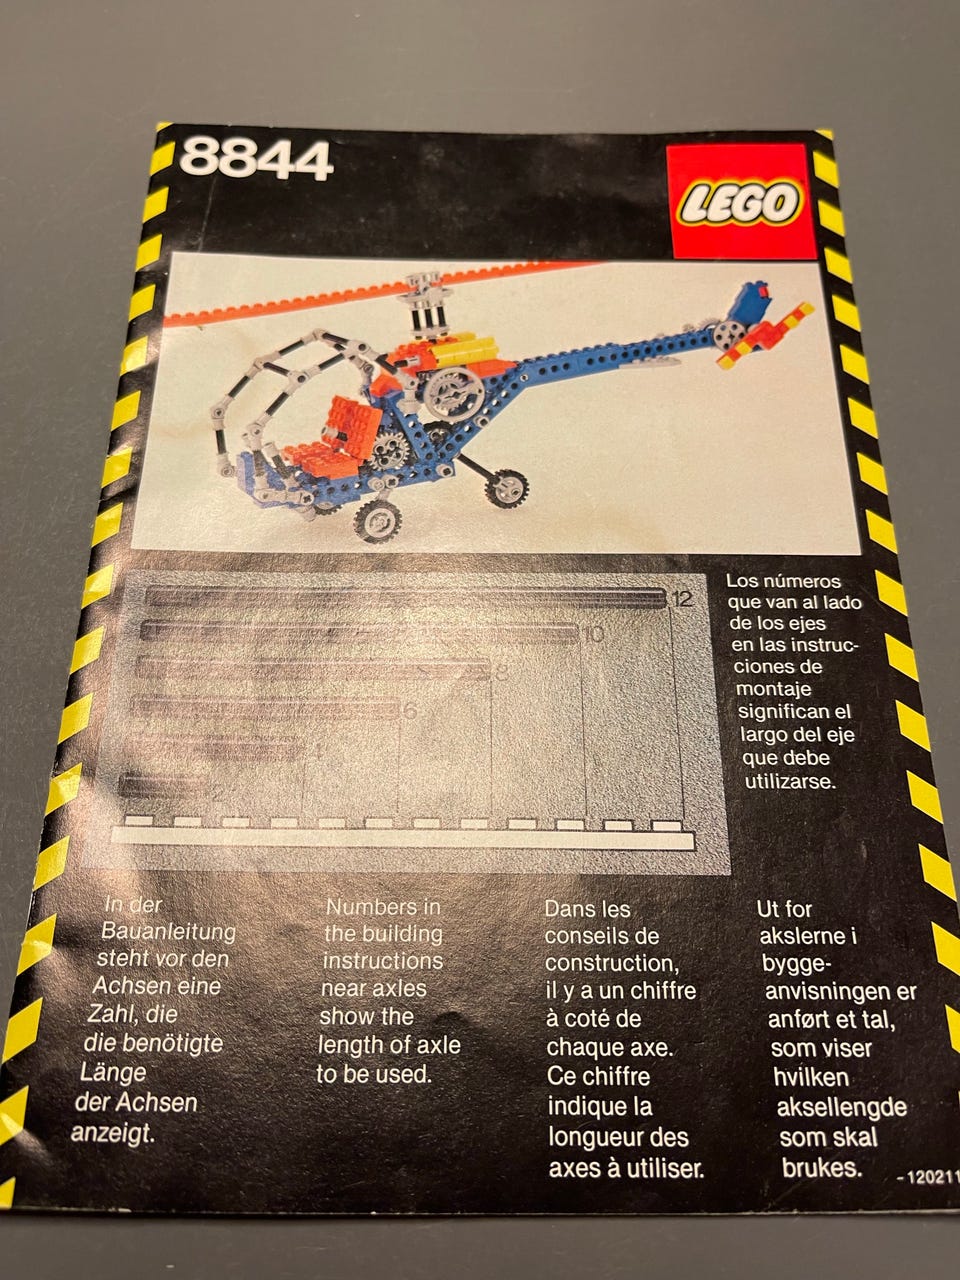 8844
LEGO
12
10
8
6
4
2
Los números
que van al lado
de los ejes
en las instruc-
ciones de
montaje
significan el
largo del eje
que debe
utilizarse.
In der
Bauanleitung
steht vor den
Achsen eine
Zahl, die
die benötigte
Länge
der Achsen
anzeigt.
Numbers in
the building
instructions
near axles
show the
length of axle
to be used.
Dans les
conseils de
construction,
il y a un chiffre
à coté de
chaque axe.
Ce chiffre
indique la
longueur des
axes à utiliser.
Ut for
akslerne i
bygge-
anvisningen er
anført et tal,
som viser
hvilken
aksellengde
som skal
brukes.
-120211